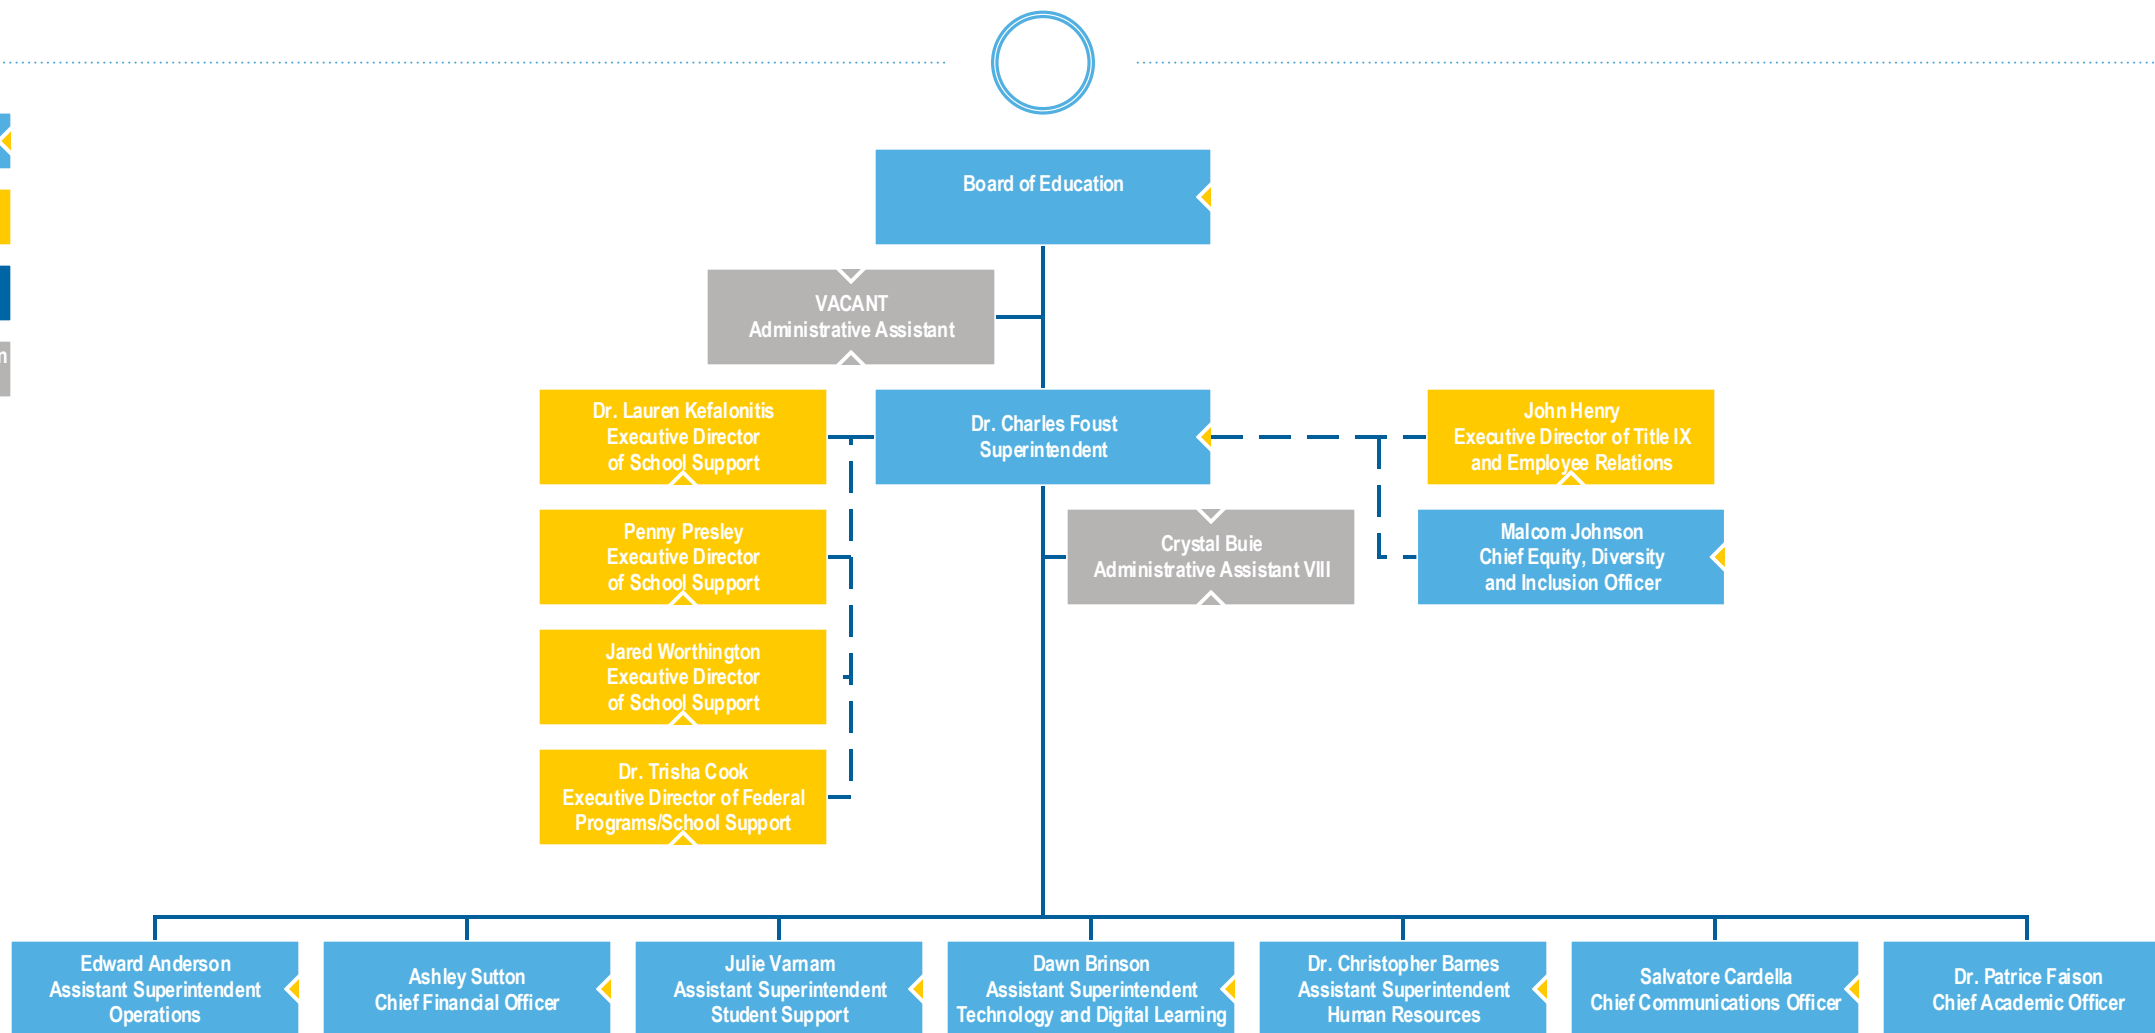 Board of Education
VACANT
Administrative Assistant
Dr. Lauren Kefalonitis
Executive Director
of School Support
Dr. Charles Foust
Superintendent
John Henry
Executive Director of Title IX
and Employee Relations
Penny Presley
Executive Director
of School Support
Crystal Buie
Administrative Assistant VIII
Malcom Johnson
Chief Equity, Diversity
and Inclusion Officer
Jared Worthington
Executive Director
of School Support
Dr. Trisha Cook
Executive Director of Federal
Programs/School Support
Edward Anderson
Assistant Superintendent
Operations
Ashley Sutton
Chief Financial Officer
Julie Varnam
Assistant Superintendent
Student Support
Dawn Brinson
Assistant Superintendent
Technology and Digital Learning
Dr. Christopher Barnes
Assistant Superintendent
Human Resources
Salvatore Cardella
Chief Communications Officer
Dr. Patrice Faison
Chief Academic Officer